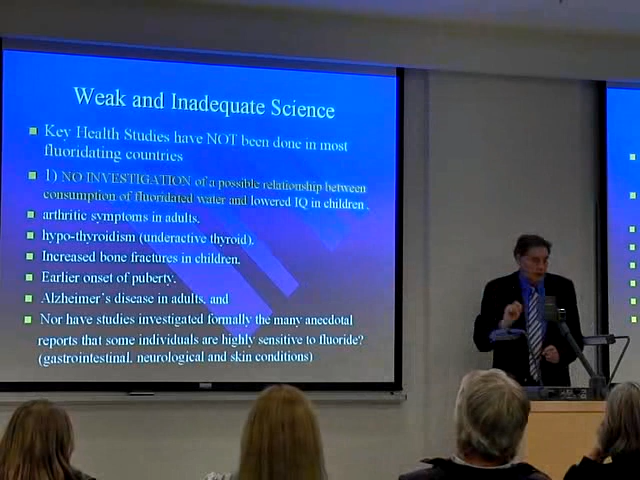 Weak and Inadequate Science
Key Health Studies have NOT been done in most
fluoridating countries
1) NO INVESTIGATION of a possible relationship between
consumption of fluoridated water and lowered IQ in children .
arthritic symptoms in adults,
hypo-thyroidism (underactive thyroid).
Increased bone fractures in children,
Earlier onset of puberty.
Alzheimer's disease in adults, and
Nor have studies investigated formally the many anecdotal
reports that some individuals are highly sensitive to fluoride?
(gastrointestinal, neurological and skin conditions)